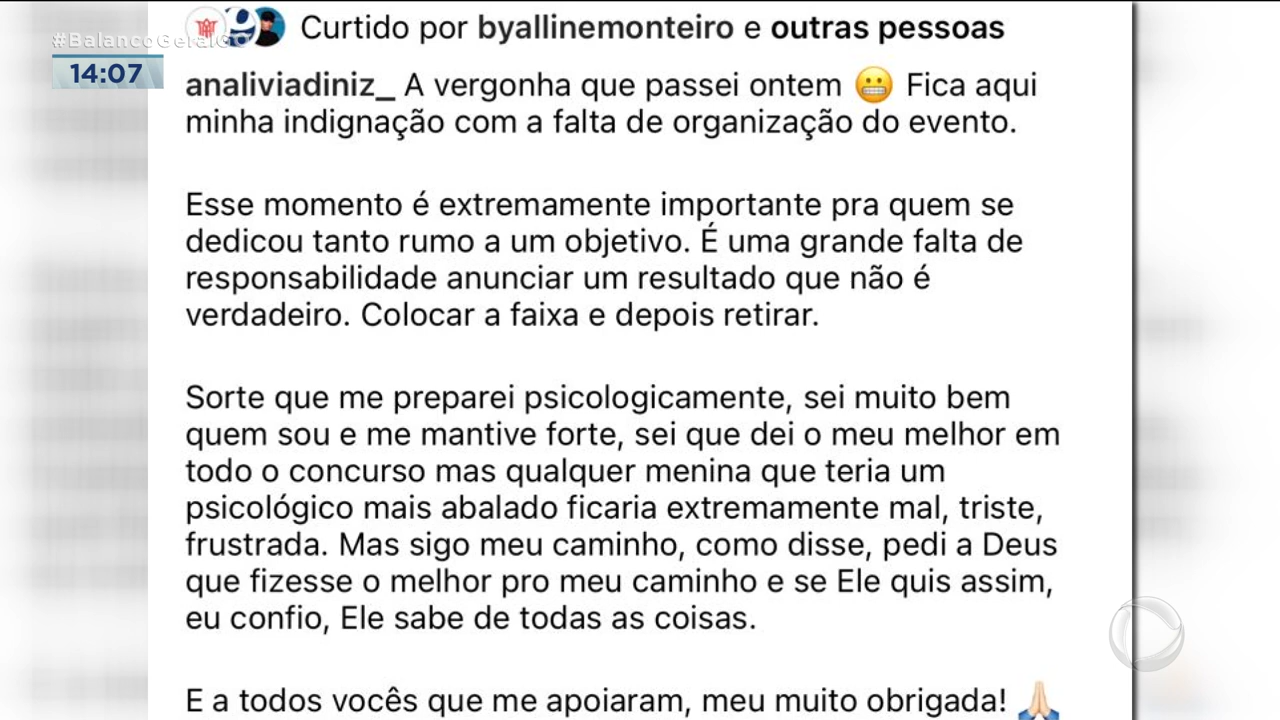 Curtido por byallinemonteiro e outras pessoas
#BalancoGeral
14:07
analiviadiniz_ A vergonha que passei ontem 😬 Fica aqui
minha indignação com a falta de organização do evento.
Esse momento é extremamente importante pra quem se
dedicou tanto rumo a um objetivo. É uma grande falta de
responsabilidade anunciar um resultado que não é
verdadeiro. Colocar a faixa e depois retirar.
Sorte que me preparei psicologicamente, sei muito bem
quem sou e me mantive forte, sei que dei o meu melhor em
todo o concurso mas qualquer menina que teria um
psicológico mais abalado ficaria extremamente mal, triste,
frustrada. Mas sigo meu caminho, como disse, pedi a Deus
que fizesse o melhor pro meu caminho e se Ele quis assim,
eu confio, Ele sabe de todas as coisas.
E a todos vocês que me apoiaram, meu muito obrigada! 🙏🏻